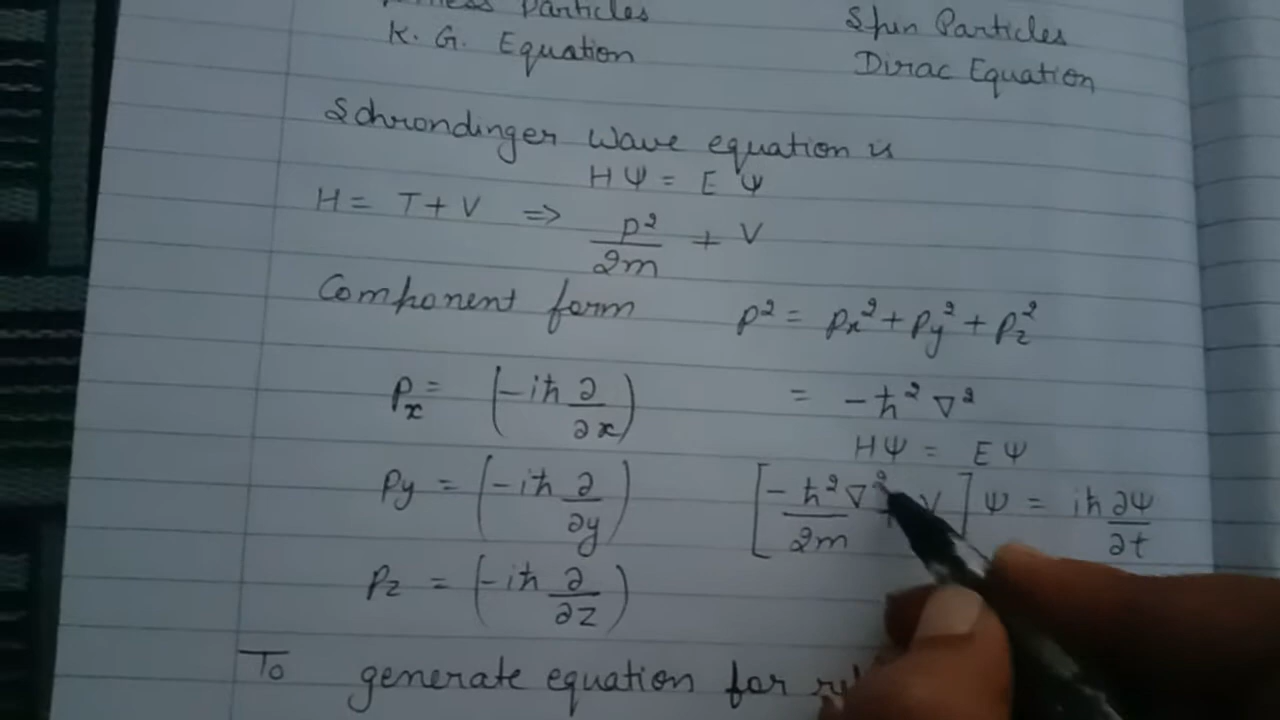 Particles
K. G. Equation
Spin Particles
Dirac Equation
Schrondinger wave equation is
HΨ = EΨ
H = T + V ⇒ p²/2m + V
Component form p² = px² + py² + pz²
Px = (-iħ ∂/∂x) = -ħ²∇²
HΨ = EΨ
Py = (-iħ ∂/∂y) [-ħ²∇²/2m + V]Ψ = iħ ∂Ψ/∂t
Pz = (-iħ ∂/∂z)
To generate equation for